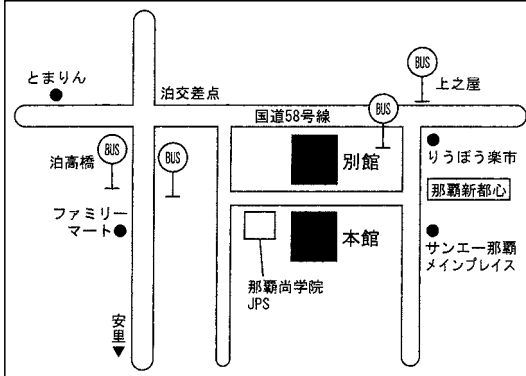 とまりん
泊交差点
BUS
上之屋
BUS
国道58号線
泊高橋
BUS
BUS
別館
りうぼう楽市
那覇新都心
ファミリー
マート
本館
サンエー那覇
メインプレイス
那覇尚学院
JPS
安里